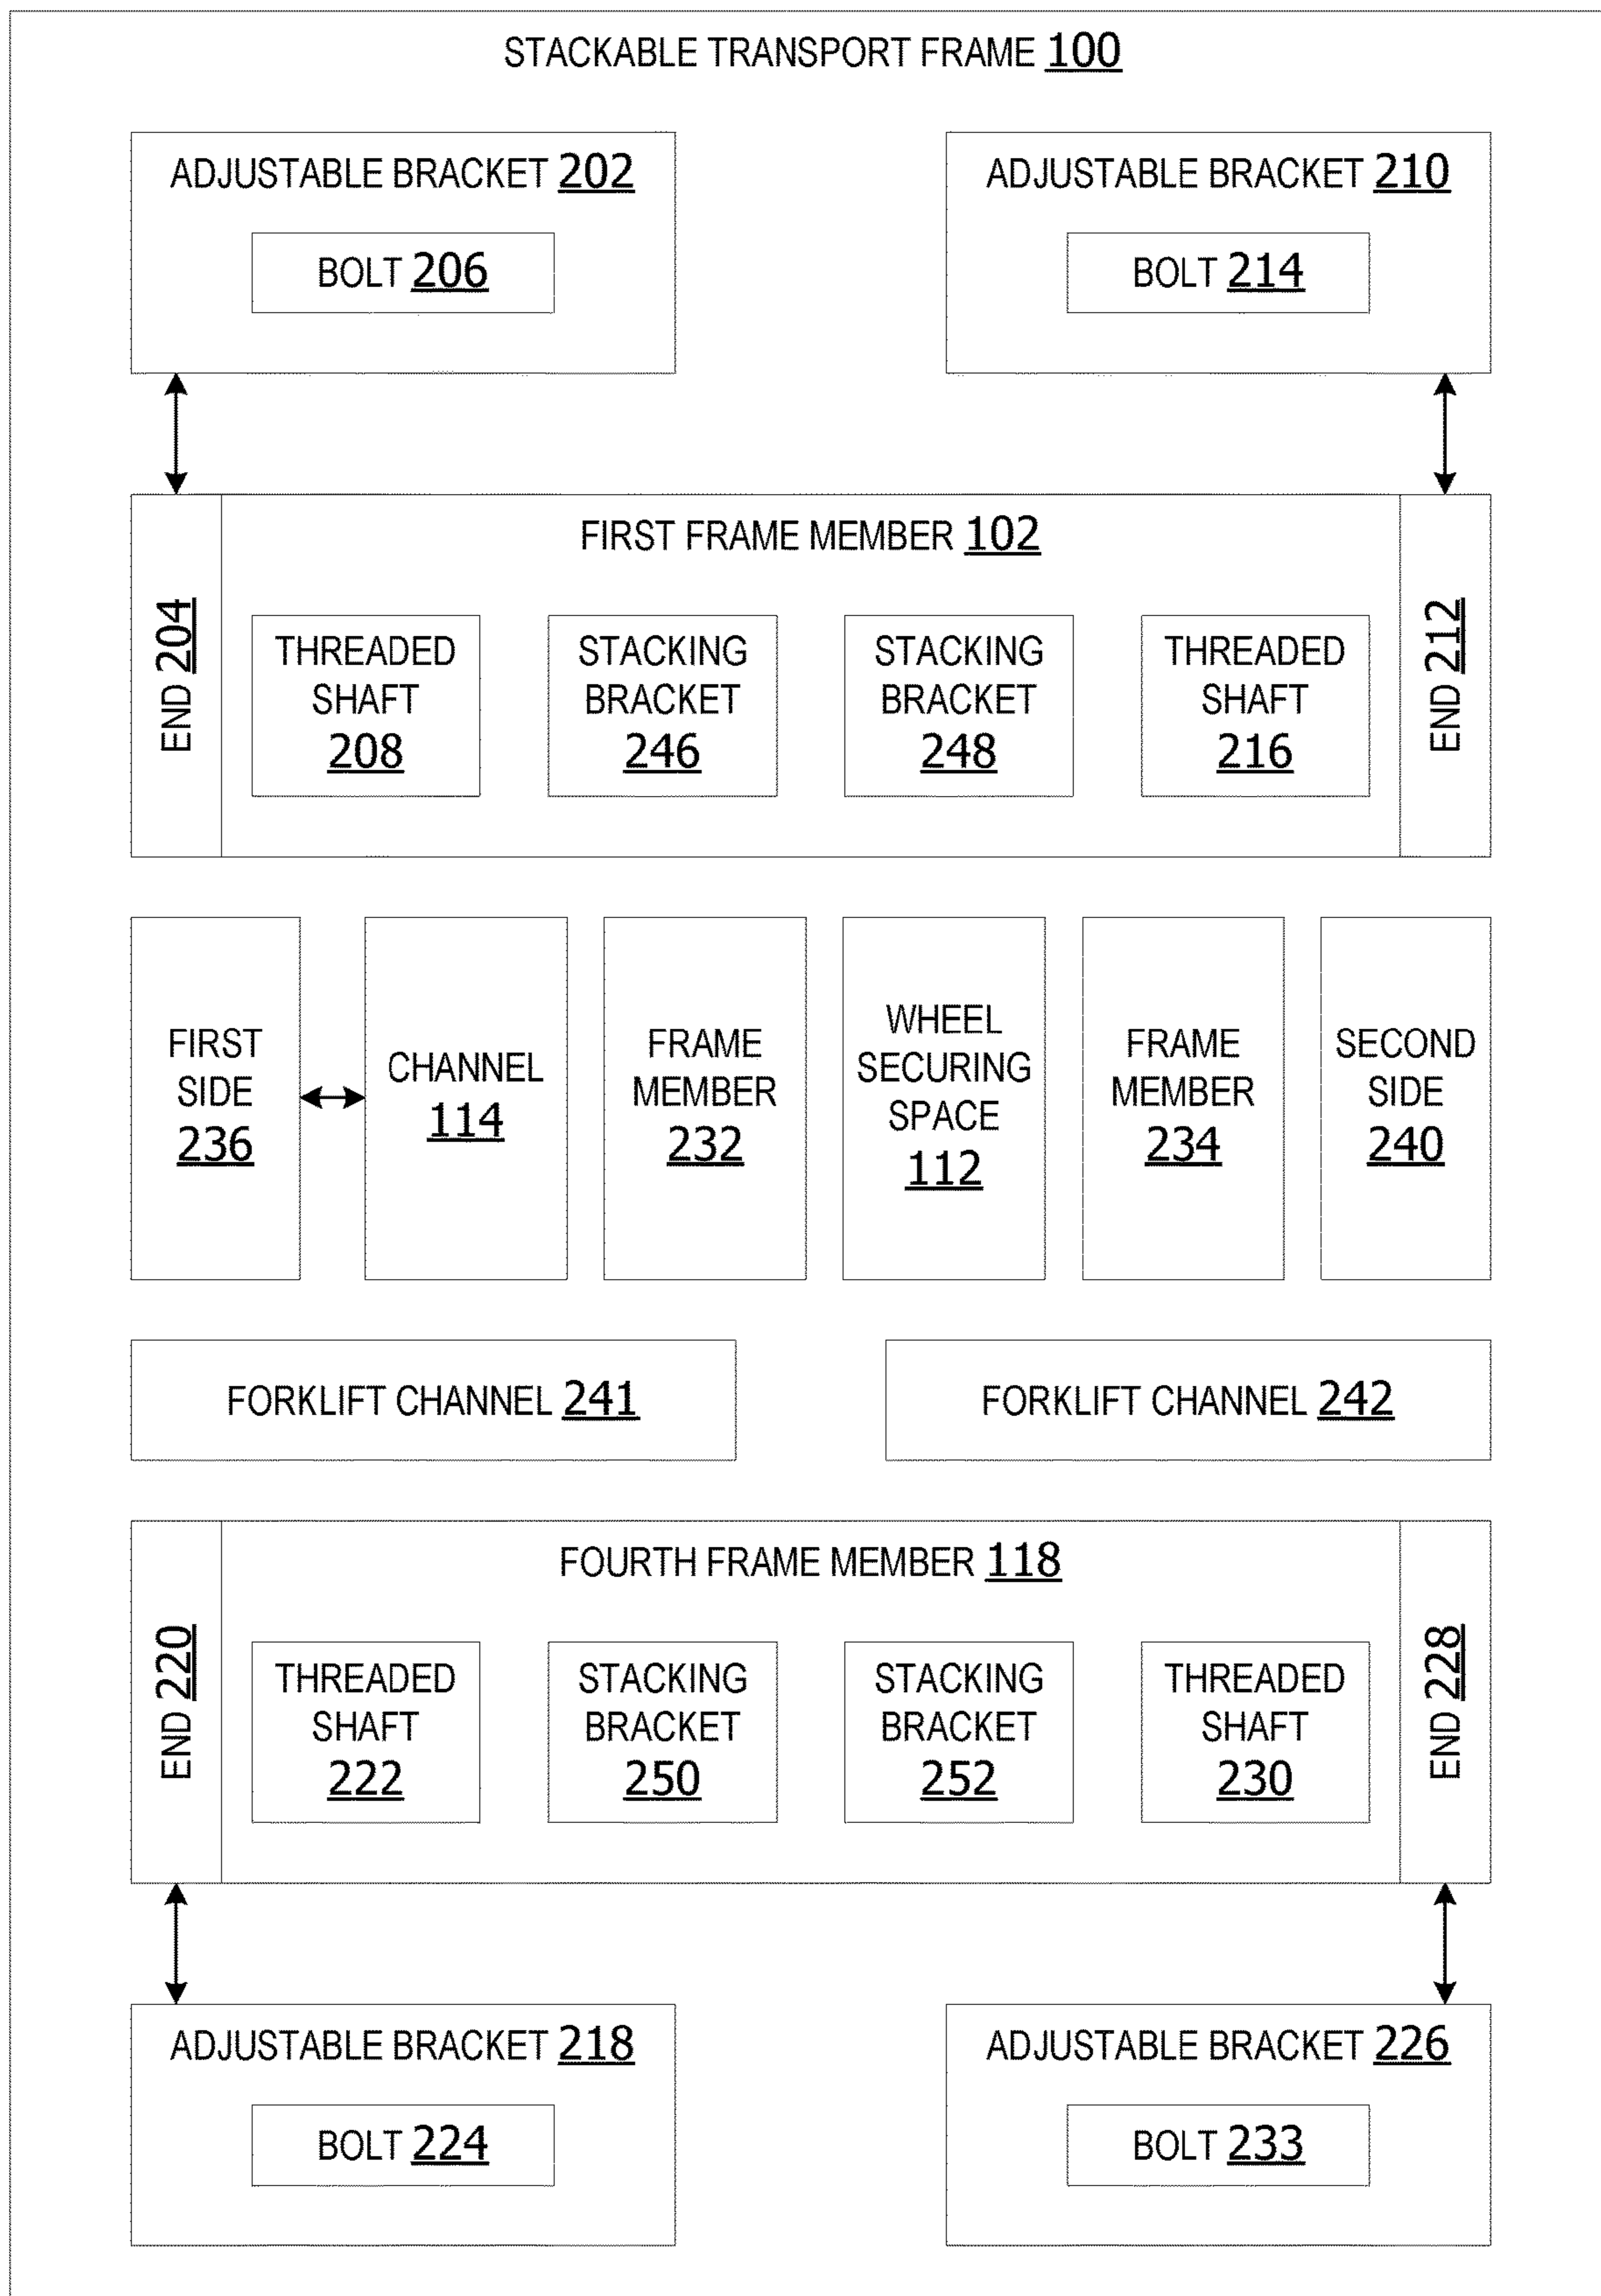 STACKABLE TRANSPORT FRAME 100
ADJUSTABLE BRACKET 202
BOLT 206
ADJUSTABLE BRACKET 210
BOLT 214
END 204
FIRST FRAME MEMBER 102
THREADED
SHAFT
208
STACKING
BRACKET
246
STACKING
BRACKET
248
THREADED
SHAFT
216
END 212
FIRST
SIDE
236
CHANNEL
114
FRAME
MEMBER
232
WHEEL
SECURING
SPACE
112
FRAME
MEMBER
234
SECOND
SIDE
240
FORKLIFT CHANNEL 241
FORKLIFT CHANNEL 242
END 220
FOURTH FRAME MEMBER 118
THREADED
SHAFT
222
STACKING
BRACKET
250
STACKING
BRACKET
252
THREADED
SHAFT
230
END 228
ADJUSTABLE BRACKET 218
BOLT 224
ADJUSTABLE BRACKET 226
BOLT 233